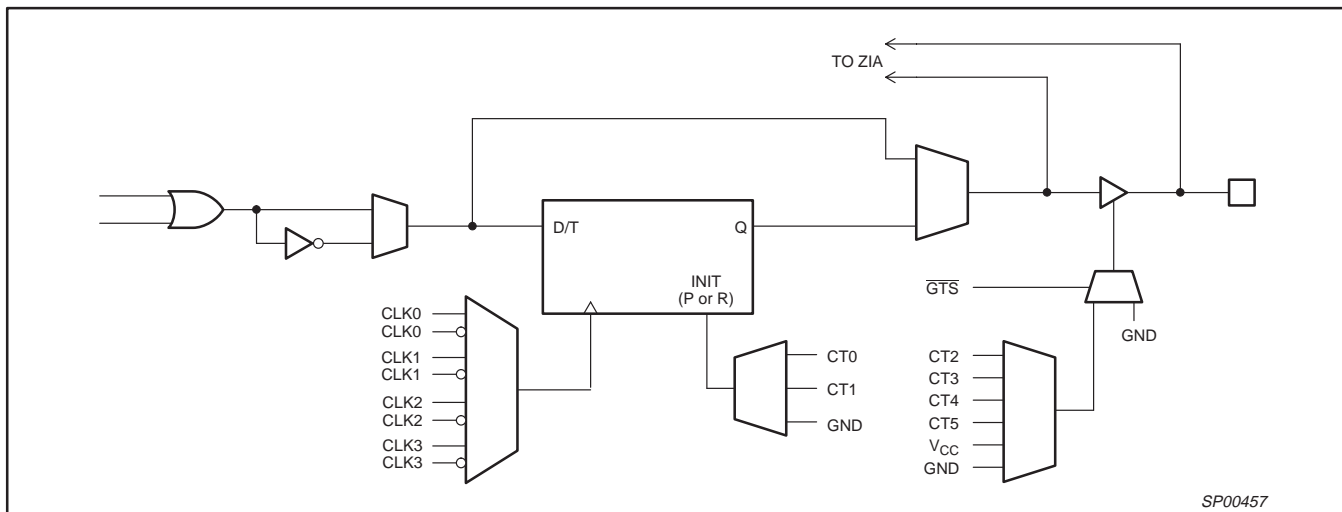 TO ZIA
D/T
Q
INIT
(P or R)
GTS
GND
CLK0
CLK0
CLK1
CLK1
CLK2
CLK2
CLK3
CLK3
CT0
CT1
GND
CT2
CT3
CT4
CT5
VCC
GND
SP00457